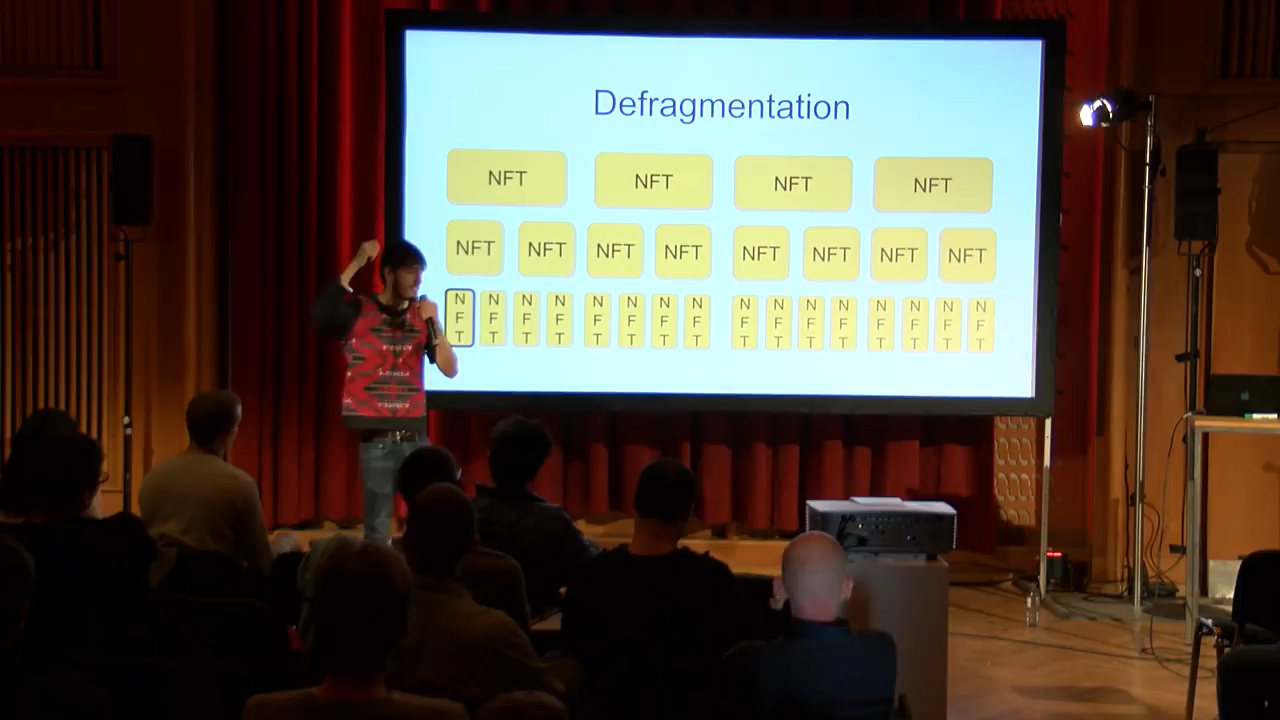 Defragmentation
NFT NFT NFT NFT
NFT NFT NFT NFT NFT NFT NFT NFT
N N N N N N N N N N N N N N N N
F F F F F F F F F F F F F F F F
T T T T T T T T T T T T T T T T